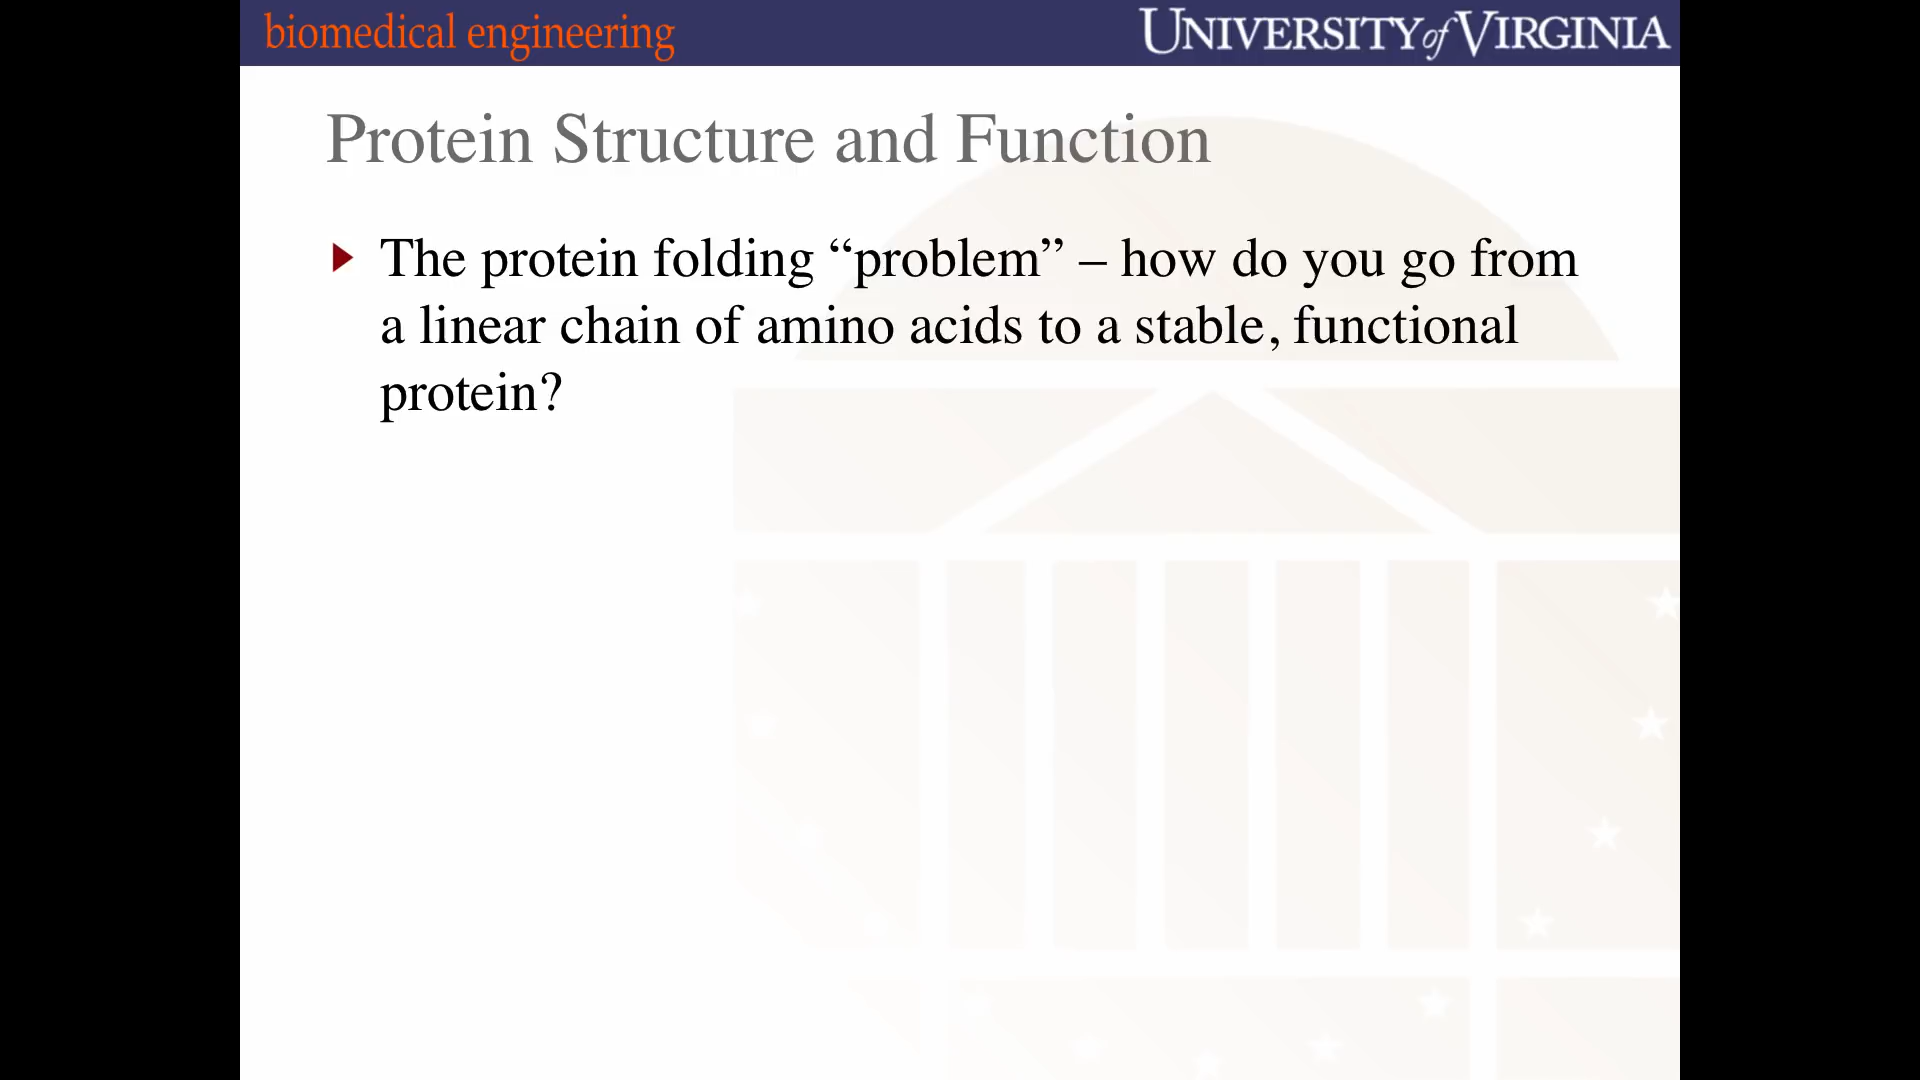 biomedical engineering
UNIVERSITY of VIRGINIA
Protein Structure and Function
The protein folding “problem” – how do you go from
a linear chain of amino acids to a stable, functional
protein?